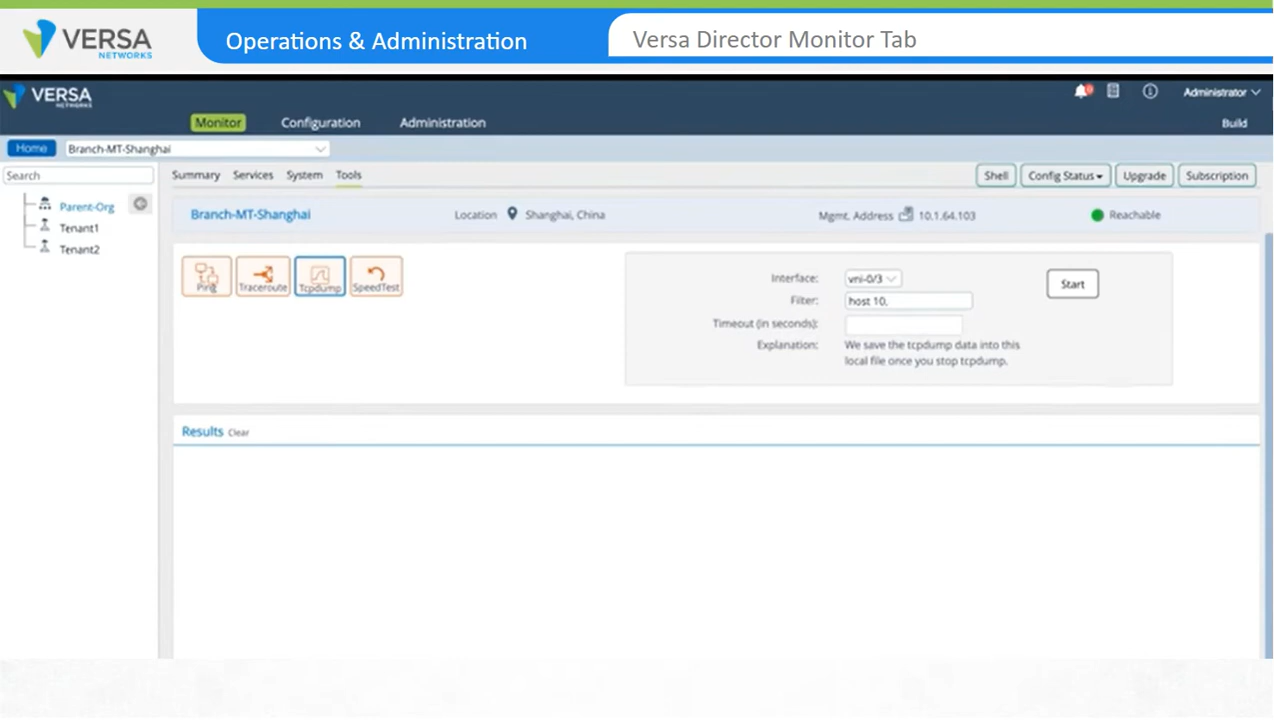 VERSA
NETWORKS
Operations & Administration
Versa Director Monitor Tab
VERSA
NETWORKS
Administrator
Monitor Configuration Administration
Build
Home
Branch-MT-Shanghai
Search
Parent-Org
Tenant1
Tenant2
Summary Services System Tools
Shell Config Status Upgrade Subscription
Branch-MT-Shanghai Location Shanghai, China Mgmt. Address 10.1.64.103 Reachable
Ping Traceroute Tcpdump SpeedTest
Interface: vni-0/3
Start
Filter: host 10.
Timeout (in seconds):
Explanation: We save the tcpdump data into this
local file once you stop tcpdump.
Results Clear